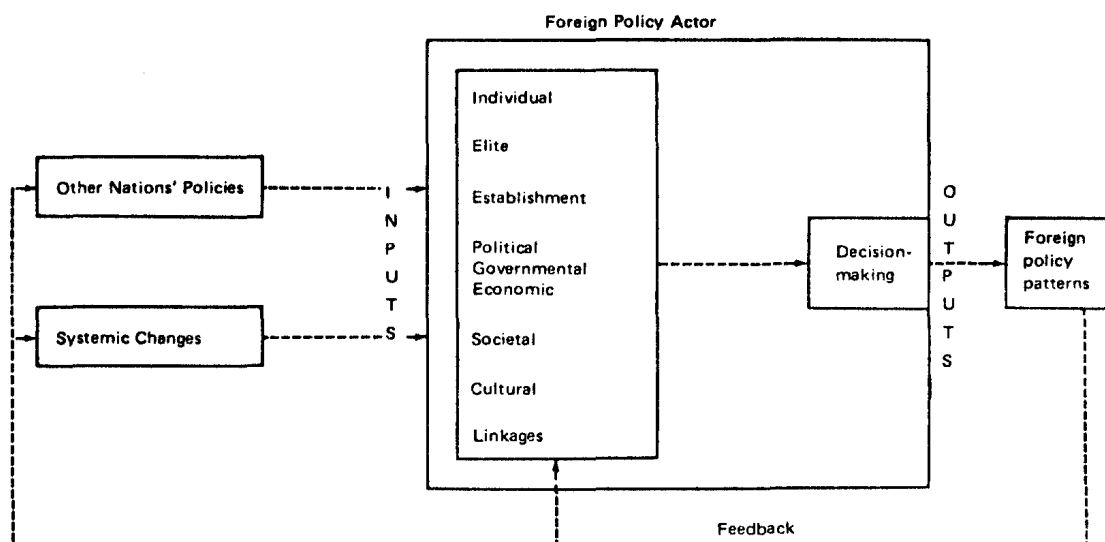 Foreign Policy Actor
Other Nations' Policies
Systemic Changes
INPUTS
Individual
Elite
Establishment
Political
Governmental
Economic
Societal
Cultural
Linkages
Decision-
making
OUTPUTS
Foreign
policy
patterns
Feedback